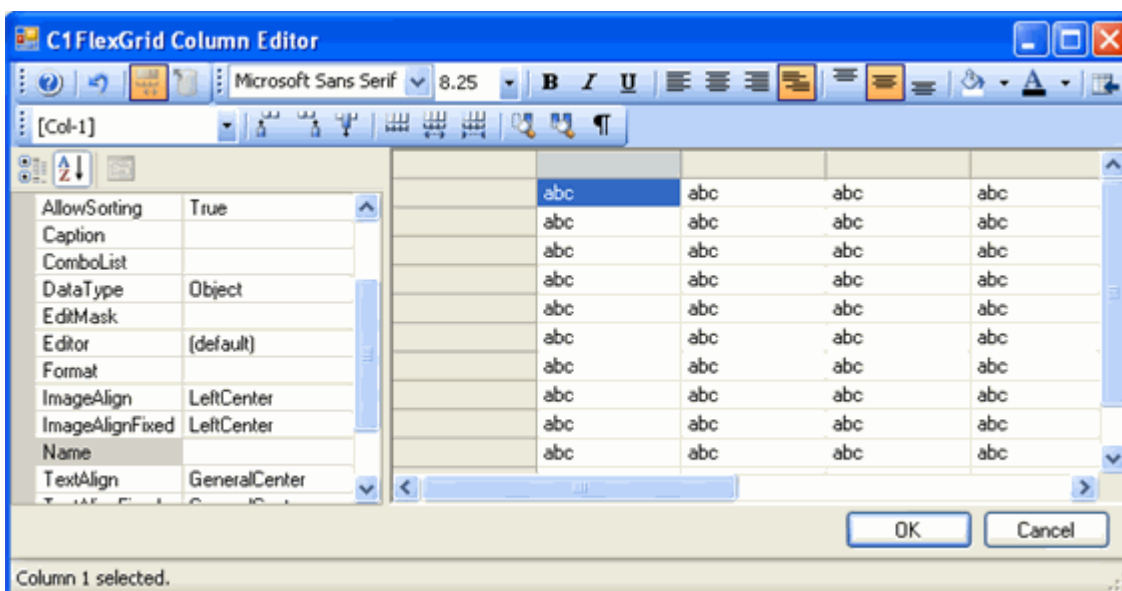 C1FlexGrid Column Editor
Microsoft Sans Serif 8.25 B I U A
[Col-1]
AllowSorting True
Caption
ComboList
DataType Object
EditMask
Editor (default)
Format
ImageAlign LeftCenter
ImageAlignFixed LeftCenter
Name
TextAlign GeneralCenter
abc abc abc abc
abc abc abc abc
abc abc abc abc
abc abc abc abc
abc abc abc abc
abc abc abc abc
abc abc abc abc
abc abc abc abc
abc abc abc abc
abc abc abc abc
OK Cancel
Column 1 selected.